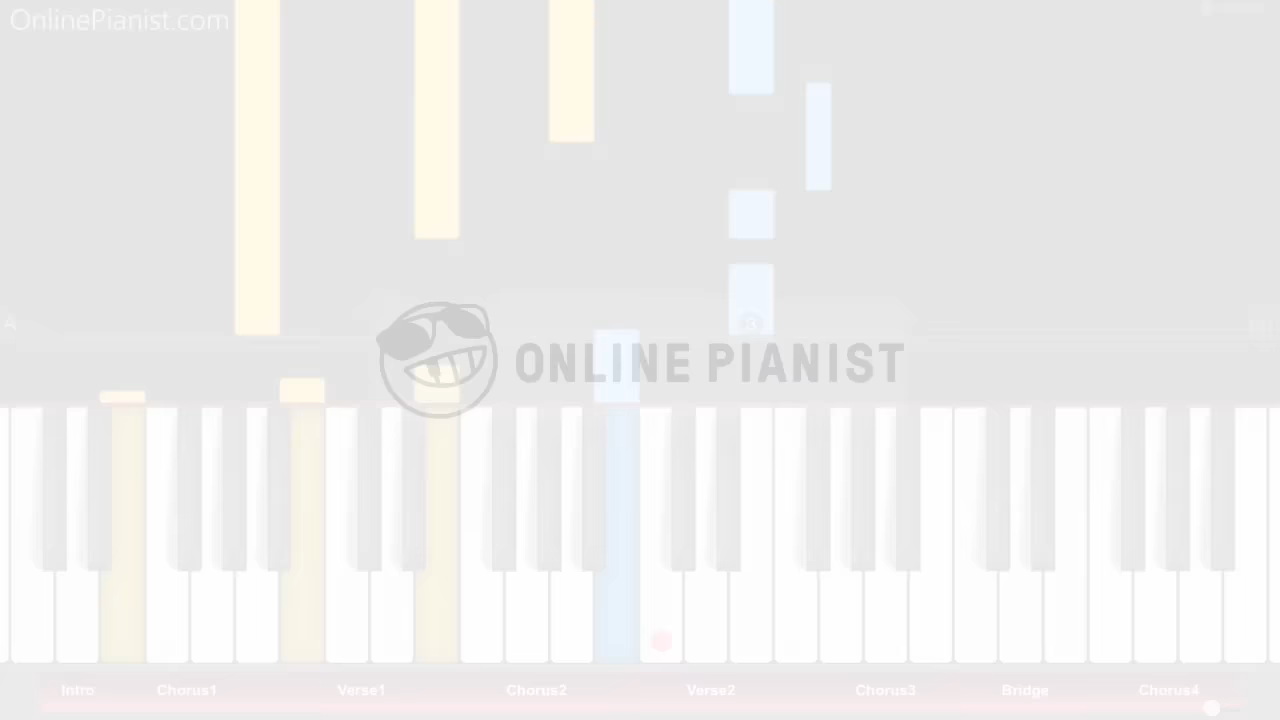 OnlinePianist.com
A
B
ONLINE PIANIST
Intro Chorus1 Verse1 Chorus2 Verse2 Chorus3 Bridge Chorus4